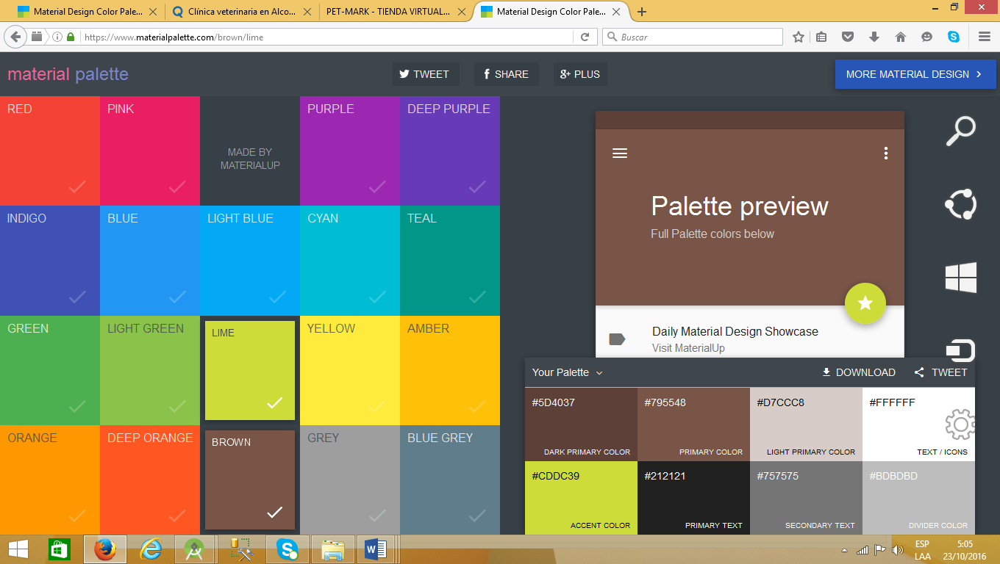 Material Design Color Pale...
Clínica veterinaria en Alco...
PET-MARK - TIENDA VIRTUAL...
Material Design Color Pale...
https://www.materialpalette.com/brown/lime
Buscar
material palette
TWEET
SHARE
PLUS
MORE MATERIAL DESIGN
RED
PINK
MADE BY
MATERIALUP
PURPLE
DEEP PURPLE
INDIGO
BLUE
LIGHT BLUE
CYAN
TEAL
GREEN
LIGHT GREEN
LIME
YELLOW
AMBER
ORANGE
DEEP ORANGE
BROWN
GREY
BLUE GREY
Palette preview
Full Palette colors below
Daily Material Design Showcase
Visit MaterialUp
Your Palette
DOWNLOAD
TWEET
#5D4037
DARK PRIMARY COLOR
#795548
PRIMARY COLOR
#D7CCC8
LIGHT PRIMARY COLOR
#FFFFFF
TEXT / ICONS
#CDDC39
ACCENT COLOR
#212121
PRIMARY TEXT
#757575
SECONDARY TEXT
#BDBDBD
DIVIDER COLOR
ESP
LAA
5:05
23/10/2016